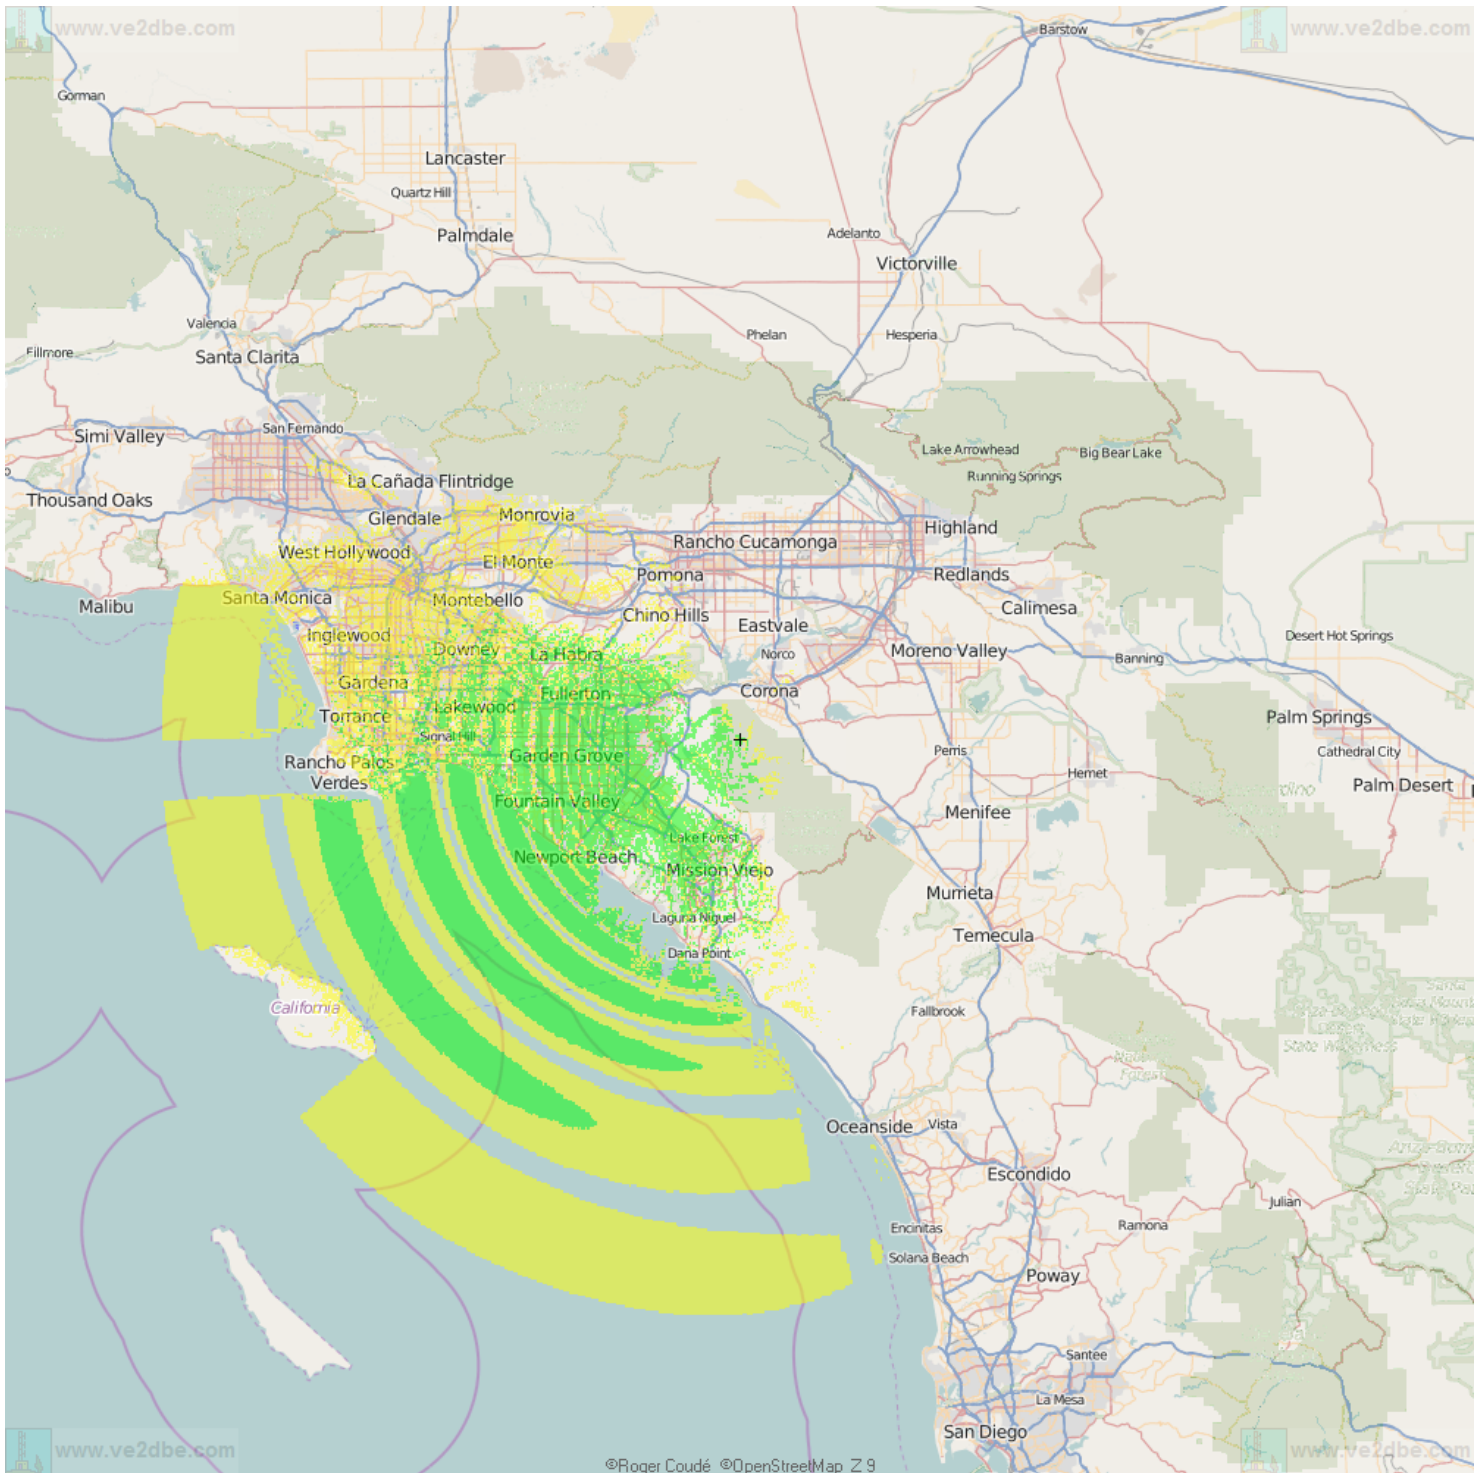 www.ve2dbe.com
www.ve2dbe.com
Barstow
Gorman
Lancaster
Quartz Hill
Palmdale
Adelanto
Victorville
Valencia
Phelan
Hesperia
Fillmore
Santa Clarita
San Fernando
Simi Valley
Lake Arrowhead
Big Bear Lake
Running Springs
La Cañada Flintridge
Thousand Oaks
Glendale
Monrovia
Highland
Rancho Cucamonga
West Hollywood
El Monte
Pomona
Redlands
Santa Monica
Montebello
Malibu
Calimesa
Chino Hills
Eastvale
Inglewood
Desert Hot Springs
Downey
La Habra
Norco
Moreno Valley
Banning
Gardena
Fullerton
Corona
Lakewood
Torrance
Palm Springs
Signal Hill
Perris
Cathedral City
Garden Grove
Rancho Palos
Verdes
Hemet
Palm Desert
Fountain Valley
Menifee
Lake Forest
Newport Beach
Mission Viejo
Murrieta
Laguna Niguel
Temecula
Dana Point
California
Fallbrook
State Wilderness
Oceanside
Vista
Escondido
Julian
Encinitas
Ramona
Solana Beach
Poway
Santee
La Mesa
San Diego
www.ve2dbe.com
www.ve2dbe.com
©Roger Coudé ©OpenStreetMap Z 9